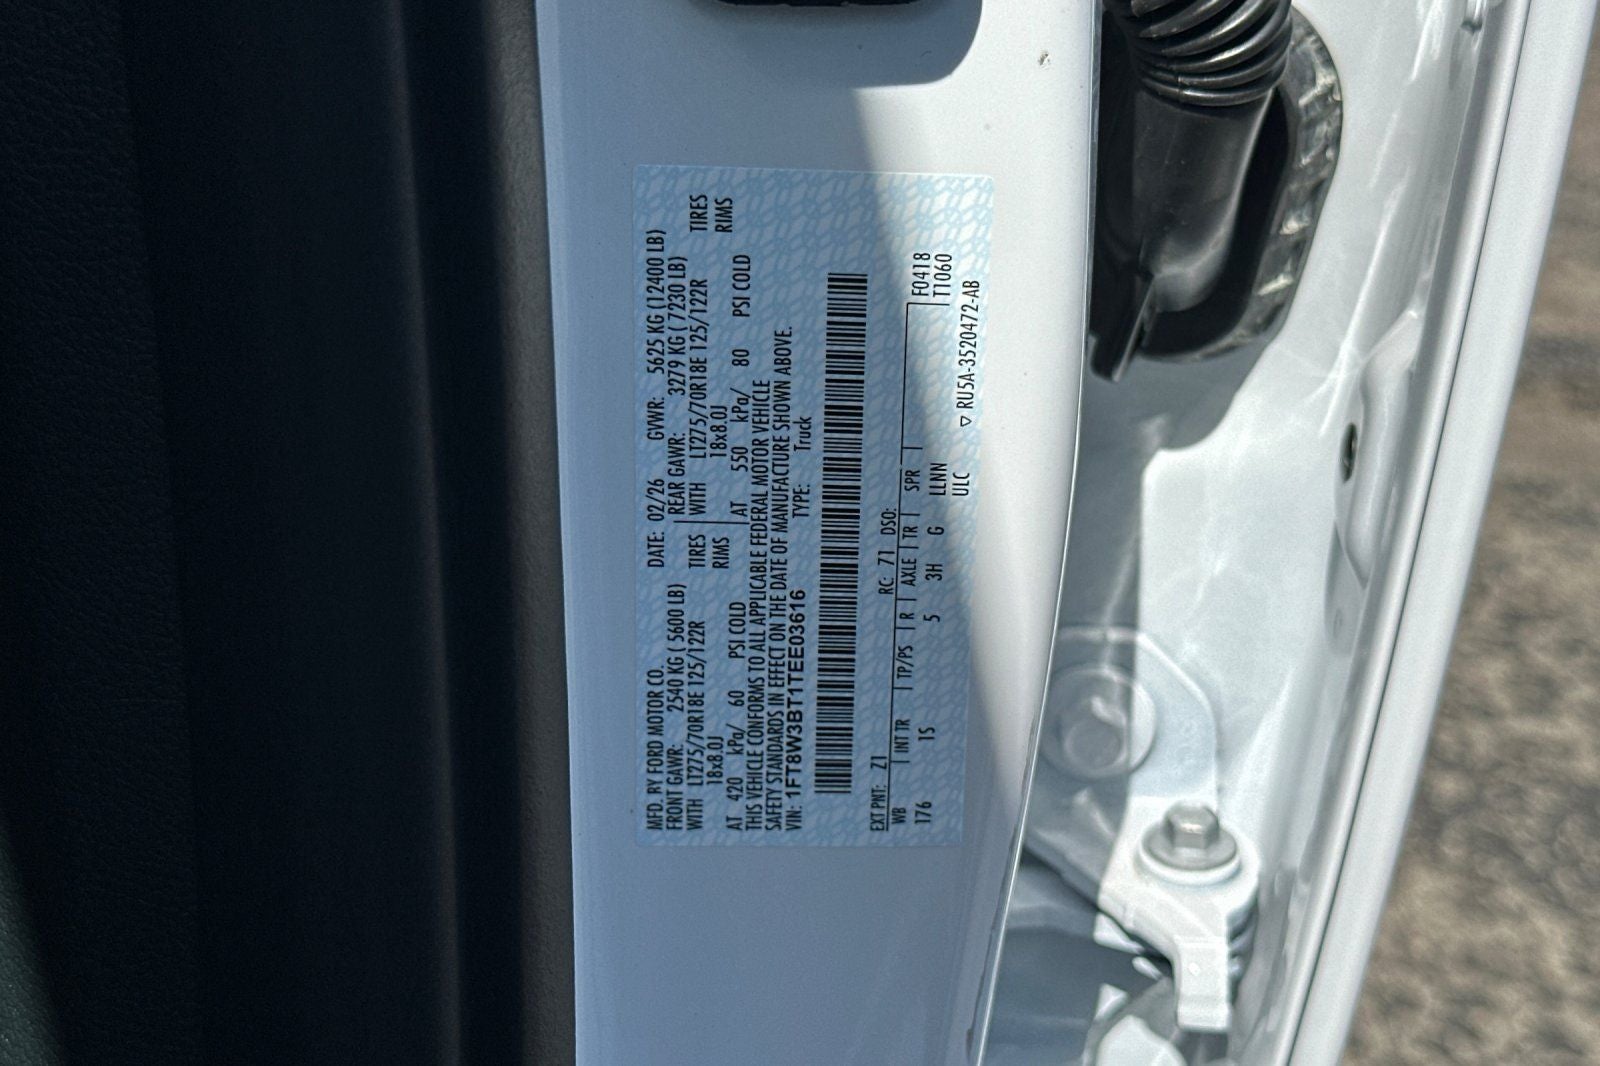 MFD. BY FORD MOTOR CO.
DATE: 02/26 GVWR: 5625 KG (12400 LB)
FRONT GAWR: 2540 KG ( 5600 LB)
REAR GAWR: 3279 KG ( 7230 LB)
WITH LT275/70R18E 125/122R TIRES
WITH LT275/70R18E 125/122R TIRES
18x8.0J RIMS
18x8.0J RIMS
AT 420 kPa/ 60 PSI COLD
AT 550 kPa/ 80 PSI COLD
THIS VEHICLE CONFORMS TO ALL APPLICABLE FEDERAL MOTOR VEHICLE
SAFETY STANDARDS IN EFFECT ON THE DATE OF MANUFACTURE SHOWN ABOVE.
VIN: 1FT8W3BT1TEE03616 TYPE: Truck
EXT PNT: Z1 RC: 71 DSO:
WB INT TR TP/PS R AXLE TR SPR F0418
176 1S 5 3H G LLNN T1060
ULC ▽ RU5A-3520472-AB